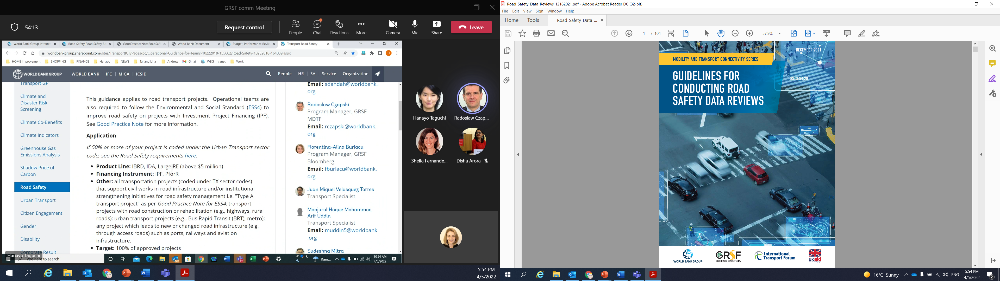 GRSF comm Meeting
54:13
Request control
People
Chat
Reactions
More
Camera
Mic
Share
Leave
World Bank Group Intranet
Road Safety Road Safety Sc
GoodPracticeNoteRoadSafe
World Bank Document
Budget, Performance Revie
Transport Road Safety
worldbankgroup.sharepoint.com/sites/TransportICT/Pages/pc/Operational-Guidance-for-Teams-10222018-155602/Road-Safety-10232018-164039.aspx
H
HOME Improvement
SHOPPING
FINANCE
Hanayo
NEWS
Tai and Lina
Andrew
Gmail
WBG Intranet
Work
WORLD BANK GROUP
WORLD BANK | IFC | MIGA | ICSID
People | HR | SA | Service | Organization
Transport GP
Climate and
Disaster Risk
Screening
Climate Co-Benefits
Climate Indicators
Greenhouse Gas
Emissions Analysis
Shadow Price of
Carbon
Road Safety
Urban Transport
Citizen Engagement
Gender
Disability
Corporate Result
This guidance applies to road transport projects. Operational teams are
also required to follow the Environmental and Social Standard (ESS4) to
improve road safety on projects with Investment Project Financing (IPF).
See Good Practice Note for more information.
Application
If 50% or more of your project is coded under the Urban Transport sector
code, see the Road Safety requirements here.
• Product Line: IBRD, IDA, Large RE (above $5 million)
• Financing Instrument: IPF, PforR
• Other: all transportation projects (coded under TX sector codes)
that support civil works in road infrastructure and/or institutional
strengthening initiatives for road safety management i.e. "Type A
transport project" as per Good Practice Note for ESS4: transport
projects with road construction or rehabilitation (e.g., highways, rural
roads); urban transport projects (e.g., Bus Rapid Transit (BRT), metro);
any project which leads to new or changed road infrastructure (e.g.
through access roads) such as ports, railways and aviation
infrastructure.
• Target: 100% of approved projects
Email: sdahdah@worldbank.
org
Radoslaw Czapski
Program Manager, GRSF
MDTF
Email: rczapski@worldbank.
org
Florentina-Alina Burlacu
Program Manager, GRSF
Bloomberg
Email: fburlacu@worldbank.
org
Juan Miguel Velasquez Torres
Transport Specialist
Monjurul Hoque Mohammod
Arif Uddin
Transport Specialist
Email: muddin5@worldbank
.org
Sudeshna Mitra
Hanayo Taguchi
Type here to search
Rain...
10:54 AM
4/5/2022
Hanayo Taguchi
Radoslaw Czap...
Sheila Fernande...
Disha Arora
5:54 PM
4/5/2022
Road_Safety_Data_Reviews_12162021.pdf - Adobe Acrobat Reader DC (32-bit)
File Edit View Sign Window Help
Home
Tools
Road_Safety_Data_...
1 / 104
57.9%
DECEMBER 2021
MOBILITY AND TRANSPORT CONNECTIVITY SERIES
GUIDELINES FOR
CONDUCTING ROAD
SAFETY DATA REVIEWS
85-12-54-20
WORLD BANK GROUP
GRSF
Global Road Safety Facility
International
Transport Forum
UKaid
from the British people
16°C Sunny
ENG
5:54 PM
4/5/2022
2